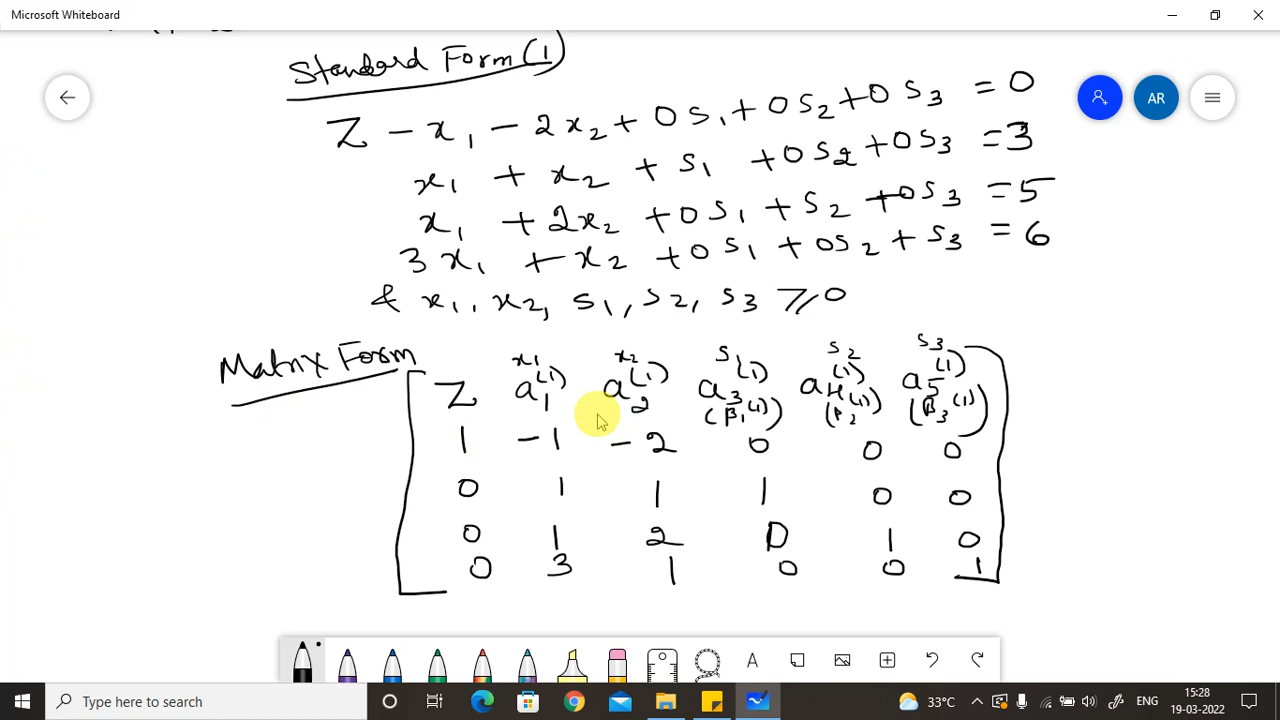 Microsoft Whiteboard
Standard Form (1)
Z - x₁ - 2x₂ + 0s₁ + 0s₂ + 0s₃ = 0
x₁ + x₂ + s₁ + 0s₂ + 0s₃ = 3
x₁ + 2x₂ + 0s₁ + s₂ + 0s₃ = 5
3x₁ + x₂ + 0s₁ + 0s₂ + s₃ = 6
& x₁, x₂, s₁, s₂, s₃ ≥ 0
AR
Matrix Form
x₁ x₂ s₁ s₂ s₃
Z a₁⁽¹⁾ a₂⁽¹⁾ a₃⁽¹⁾ a₄⁽¹⁾ a₅⁽¹⁾
(β₁⁽¹⁾) (β₂⁽¹⁾) (β₃⁽¹⁾)
1 -1 -2 0 0 0
0 1 1 1 0 0
0 1 2 0 1 0
0 3 1 0 0 1
A
Type here to search
33°C
ENG
15:28
19-03-2022